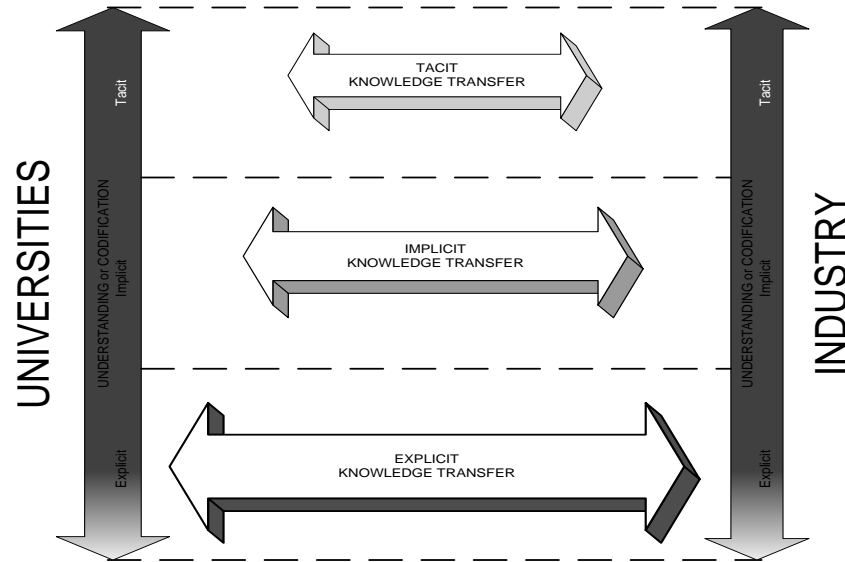 UNIVERSITIES
UNDERSTANDING or CODIFICATION
Tacit
Implicit
Explicit
TACIT
KNOWLEDGE TRANSFER
IMPLICIT
KNOWLEDGE TRANSFER
EXPLICIT
KNOWLEDGE TRANSFER
UNDERSTANDING or CODIFICATION
Tacit
Implicit
Explicit
INDUSTRY